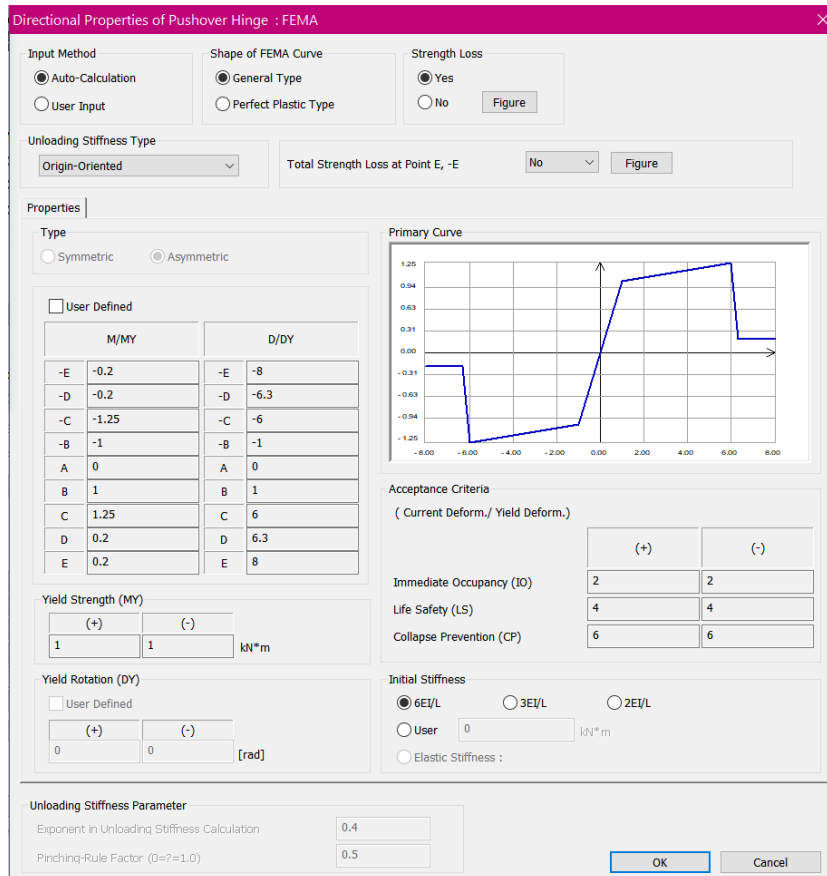 Directional Properties of Pushover Hinge : FEMA
Input Method
Auto-Calculation
User Input
Shape of FEMA Curve
General Type
Perfect Plastic Type
Strength Loss
Yes
No
Figure
Unloading Stiffness Type
Origin-Oriented
Total Strength Loss at Point E, -E
No
Figure
Properties
Type
Symmetric
Asymmetric
User Defined
M/MY D/DY
-E -0.2 -E -8
-D -0.2 -D -6.3
-C -1.25 -C -6
-B -1 -B -1
A 0 A 0
B 1 B 1
C 1.25 C 6
D 0.2 D 6.3
E 0.2 E 8
Yield Strength (MY)
(+) (-)
1 1 kN*m
Yield Rotation (DY)
User Defined
(+) (-)
0 0 [rad]
Primary Curve
1.25
0.94
0.63
0.31
0.00
-0.31
-0.63
-0.94
-1.25
-8.00 -6.00 -4.00 -2.00 0.00 2.00 4.00 6.00 8.00
Acceptance Criteria
( Current Deform./ Yield Deform.)
(+) (-)
Immediate Occupancy (IO) 2 2
Life Safety (LS) 4 4
Collapse Prevention (CP) 6 6
Initial Stiffness
6EI/L 3EI/L 2EI/L
User 0 kN*m
Elastic Stiffness :
Unloading Stiffness Parameter
Exponent in Unloading Stiffness Calculation 0.4
Pinching-Rule Factor (0=?=1.0) 0.5
OK Cancel